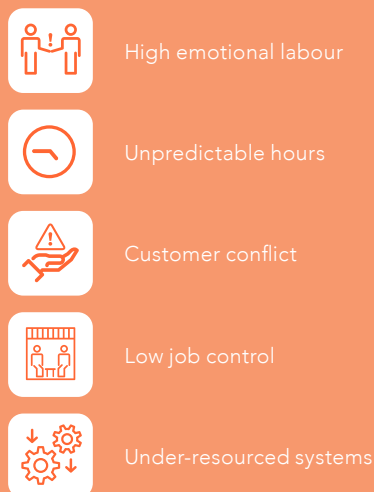 High emotional labour
Unpredictable hours
Customer conflict
Low job control
Under-resourced systems